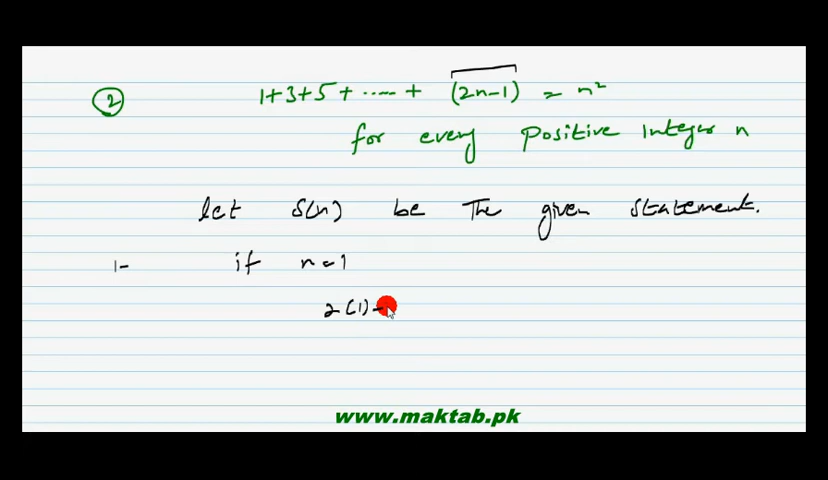 ② 1+3+5+.....+ (2n-1) = n²
for every positive integer n
let S(n) be The given statement.
1- if n=1
2(1)-
www.maktab.pk